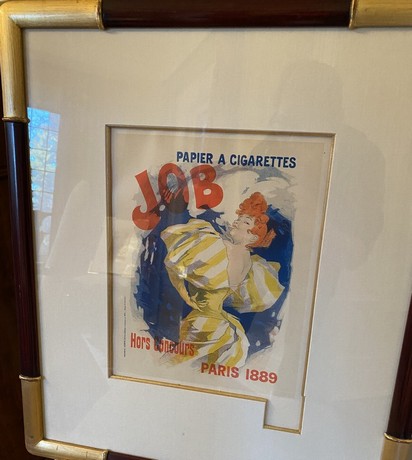 PAPIER A CIGARETTES
JOB
Hors Concours
PARIS 1889